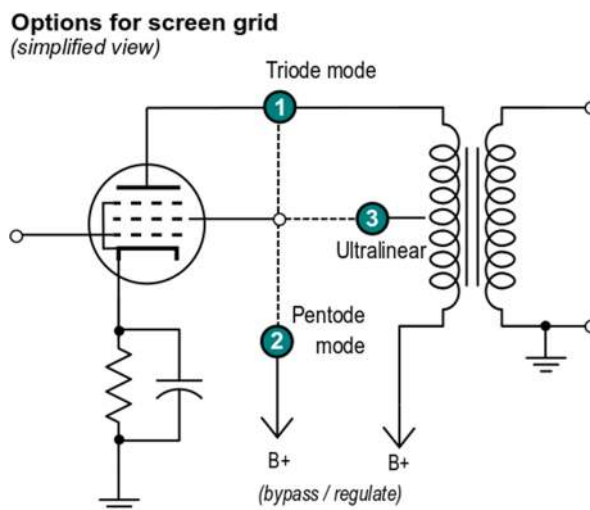 Options for screen grid
(simplified view)
Triode mode
1
3
Ultralinear
Pentode
mode
2
B+
B+
(bypass / regulate)